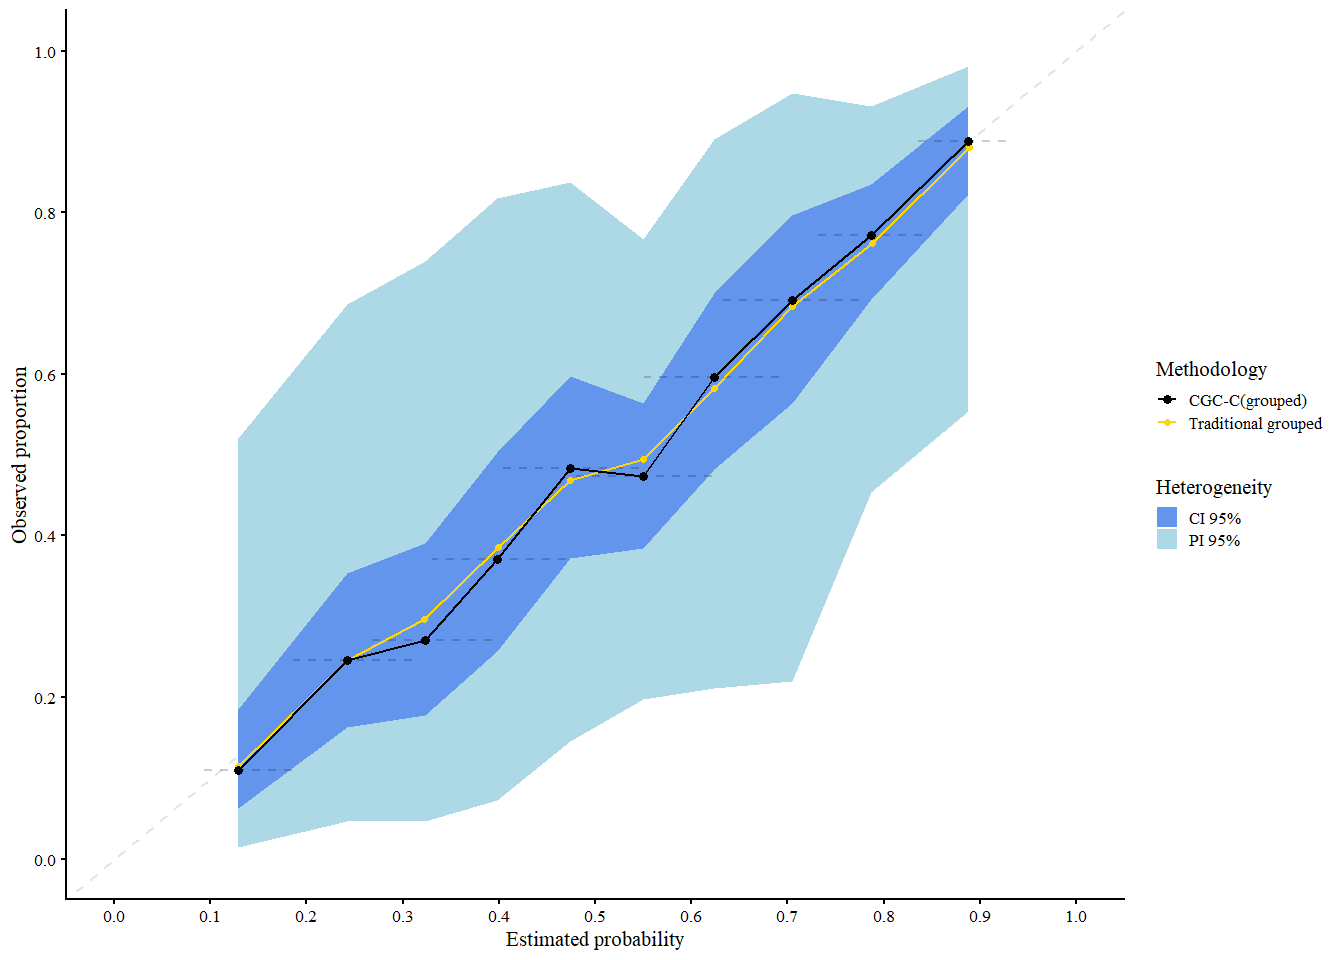 Observed proportion
1.0
0.8
0.6
0.4
0.2
0.0
0.0 0.1 0.2 0.3 0.4 0.5 0.6 0.7 0.8 0.9 1.0
Estimated probability
Methodology
CGC-C(grouped)
Traditional grouped
Heterogeneity
CI 95%
PI 95%